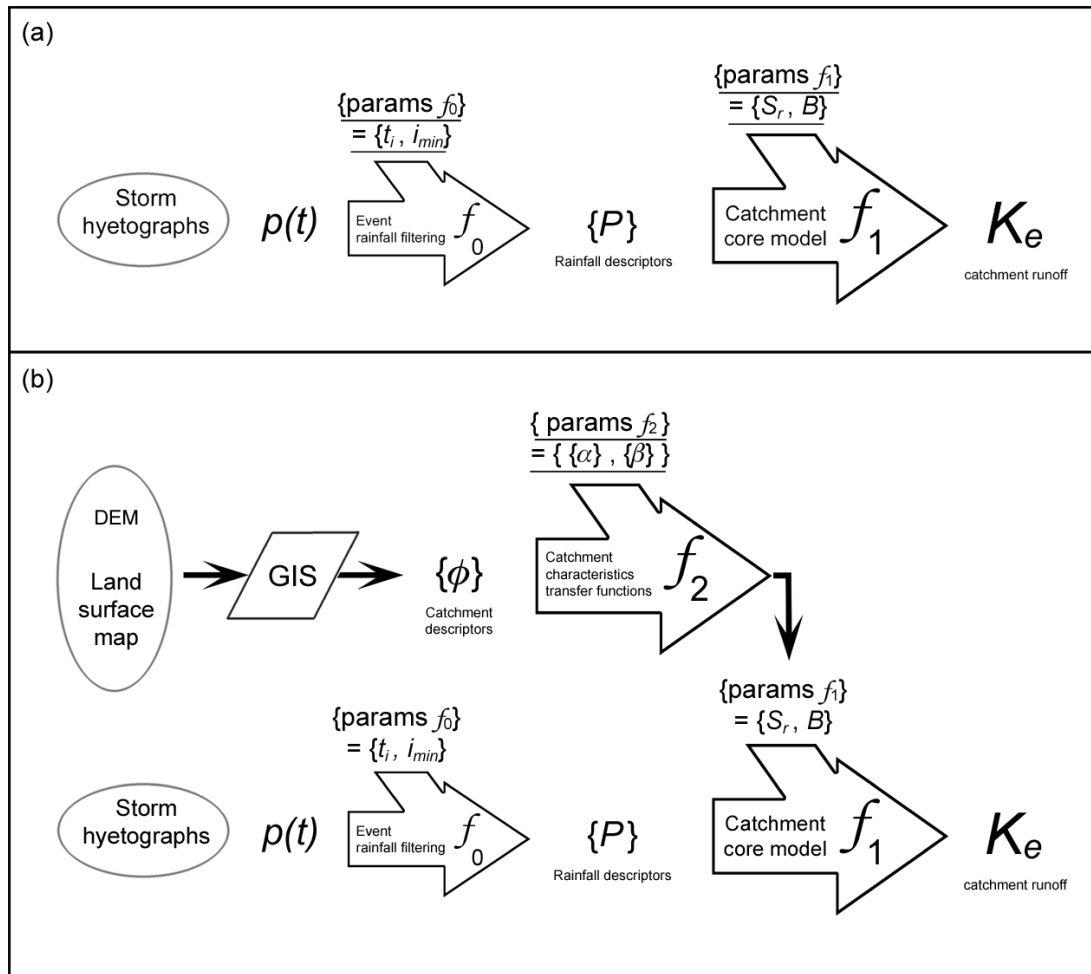 (a)
{params f0}
= {ti , imin}
{params f1}
= {Sr , B}
Storm
hyetographs
p(t)
Event
rainfall filtering
f0
{P}
Rainfall descriptors
Catchment
core model
f1
Ke
catchment runoff
(b)
{ params f2}
= { {α} , {β} }
DEM
Land
surface
map
GIS
{ϕ}
Catchment
descriptors
Catchment
characteristics
transfer functions
f2
{params f0}
= {ti, imin}
{params f1}
= {Sr, B}
Storm
hyetographs
p(t)
Event
rainfall filtering
f0
{P}
Rainfall descriptors
Catchment
core model
f1
Ke
catchment runoff